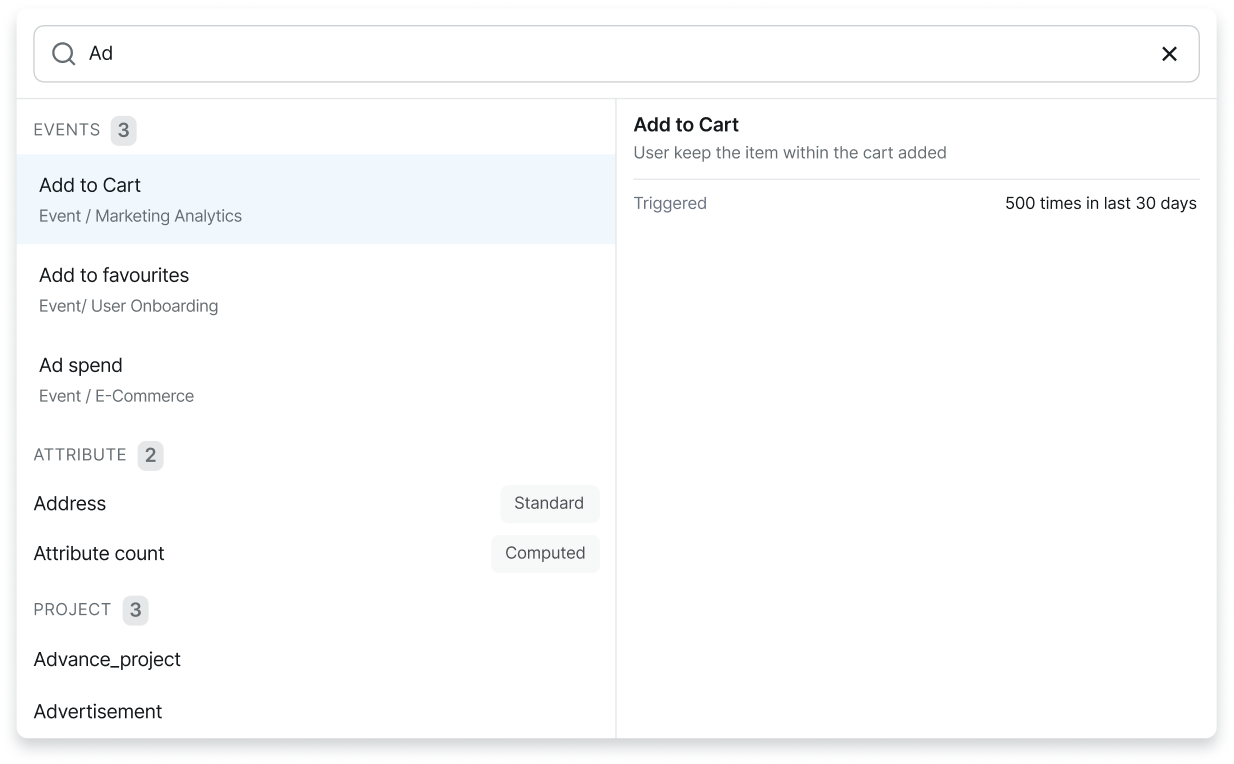 Ad
EVENTS 3
Add to Cart
Event / Marketing Analytics
Add to favourites
Event/ User Onboarding
Ad spend
Event / E-Commerce
ATTRIBUTE 2
Address Standard
Attribute count Computed
PROJECT 3
Advance_project
Advertisement
Add to Cart
User keep the item within the cart added
Triggered 500 times in last 30 days